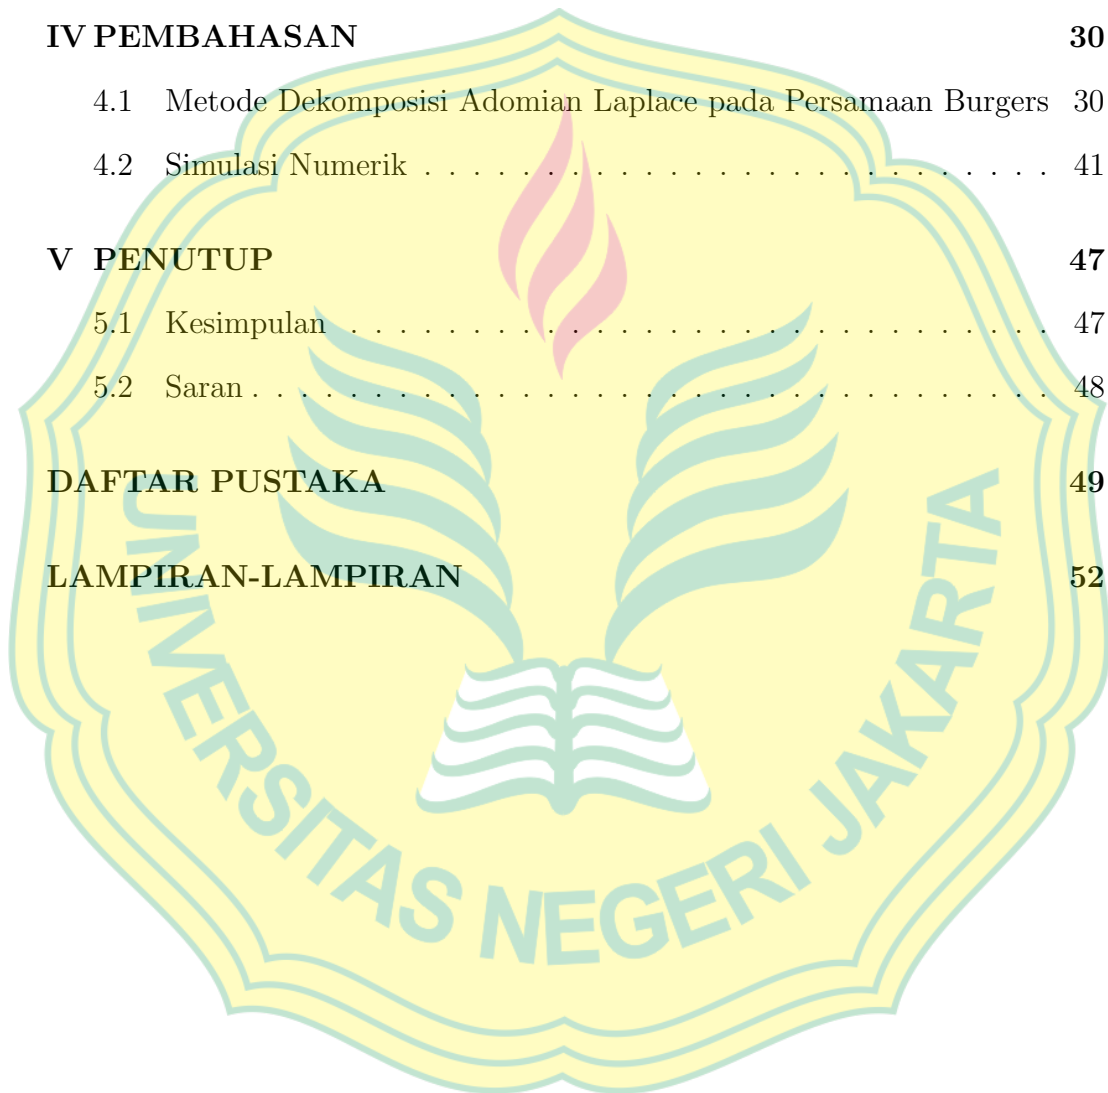 IV PEMBAHASAN 30
4.1 Metode Dekomposisi Adomian Laplace pada Persamaan Burgers 30
4.2 Simulasi Numerik . . . . . . . . . . . . . . . . . . . . . . . . . . 41
V PENUTUP 47
5.1 Kesimpulan . . . . . . . . . . . . . . . . . . . . . . . . . . . . . 47
5.2 Saran . . . . . . . . . . . . . . . . . . . . . . . . . . . . . . . . . 48
DAFTAR PUSTAKA 49
LAMPIRAN-LAMPIRAN 52
UNIVERSITAS NEGERI JAKARTA